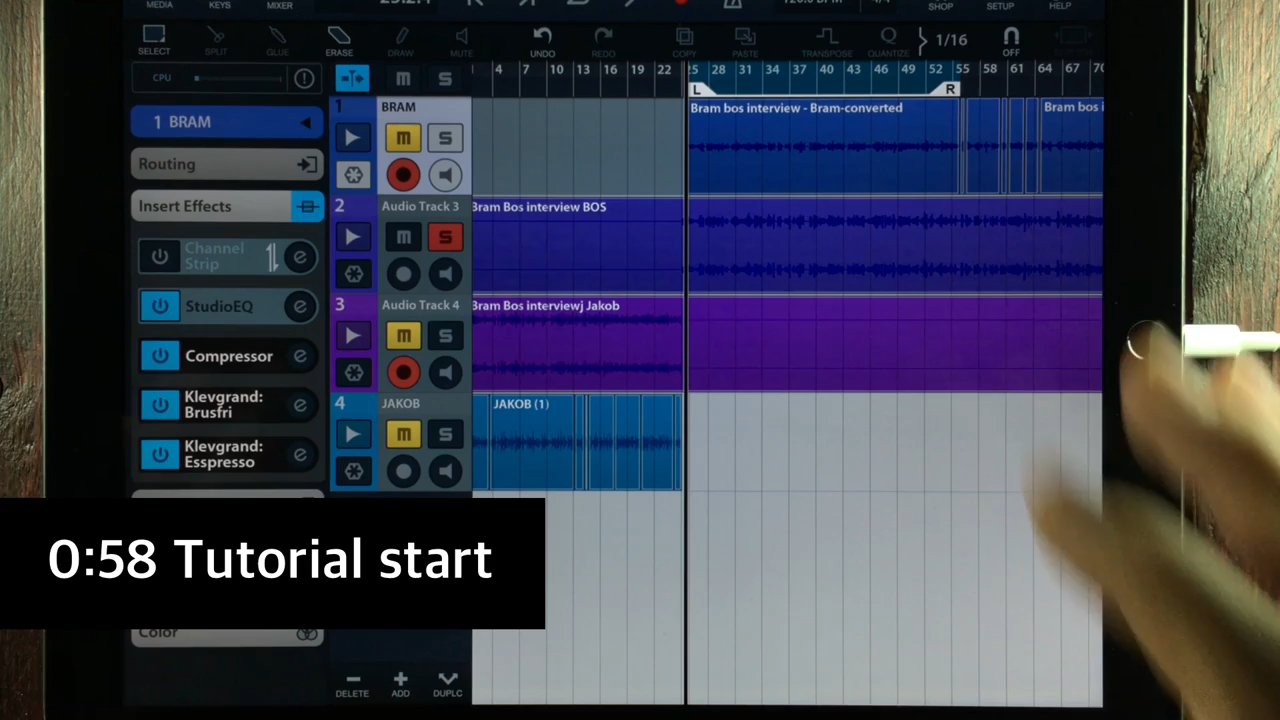 MEDIA KEYS MIXER SHOP SETUP HELP
SELECT SPLIT GLUE ERASE DRAW MUTE UNDO REDO COPY PASTE TRANSPOSE QUANTIZE 1/16 OFF
CPU M S 4 7 10 13 16 19 22 25 28 31 34 37 40 43 46 49 52 55 58 61 64 67 70
L R
1 BRAM
1 BRAM
Bram bos interview - Bram-converted
Bram bos i
M S
Routing
Insert Effects
2 Audio Track 3
Bram Bos interview BOS
M S
Channel
Strip
e
StudioEQ e
3 Audio Track 4
Bram Bos interviewj Jakob
M S
Compressor e
Klevgrand:
Brusfri
e
4 JAKOB
JAKOB (1)
M S
Klevgrand:
Esspresso
e
0:58 Tutorial start
Color
DELETE ADD DUPLC